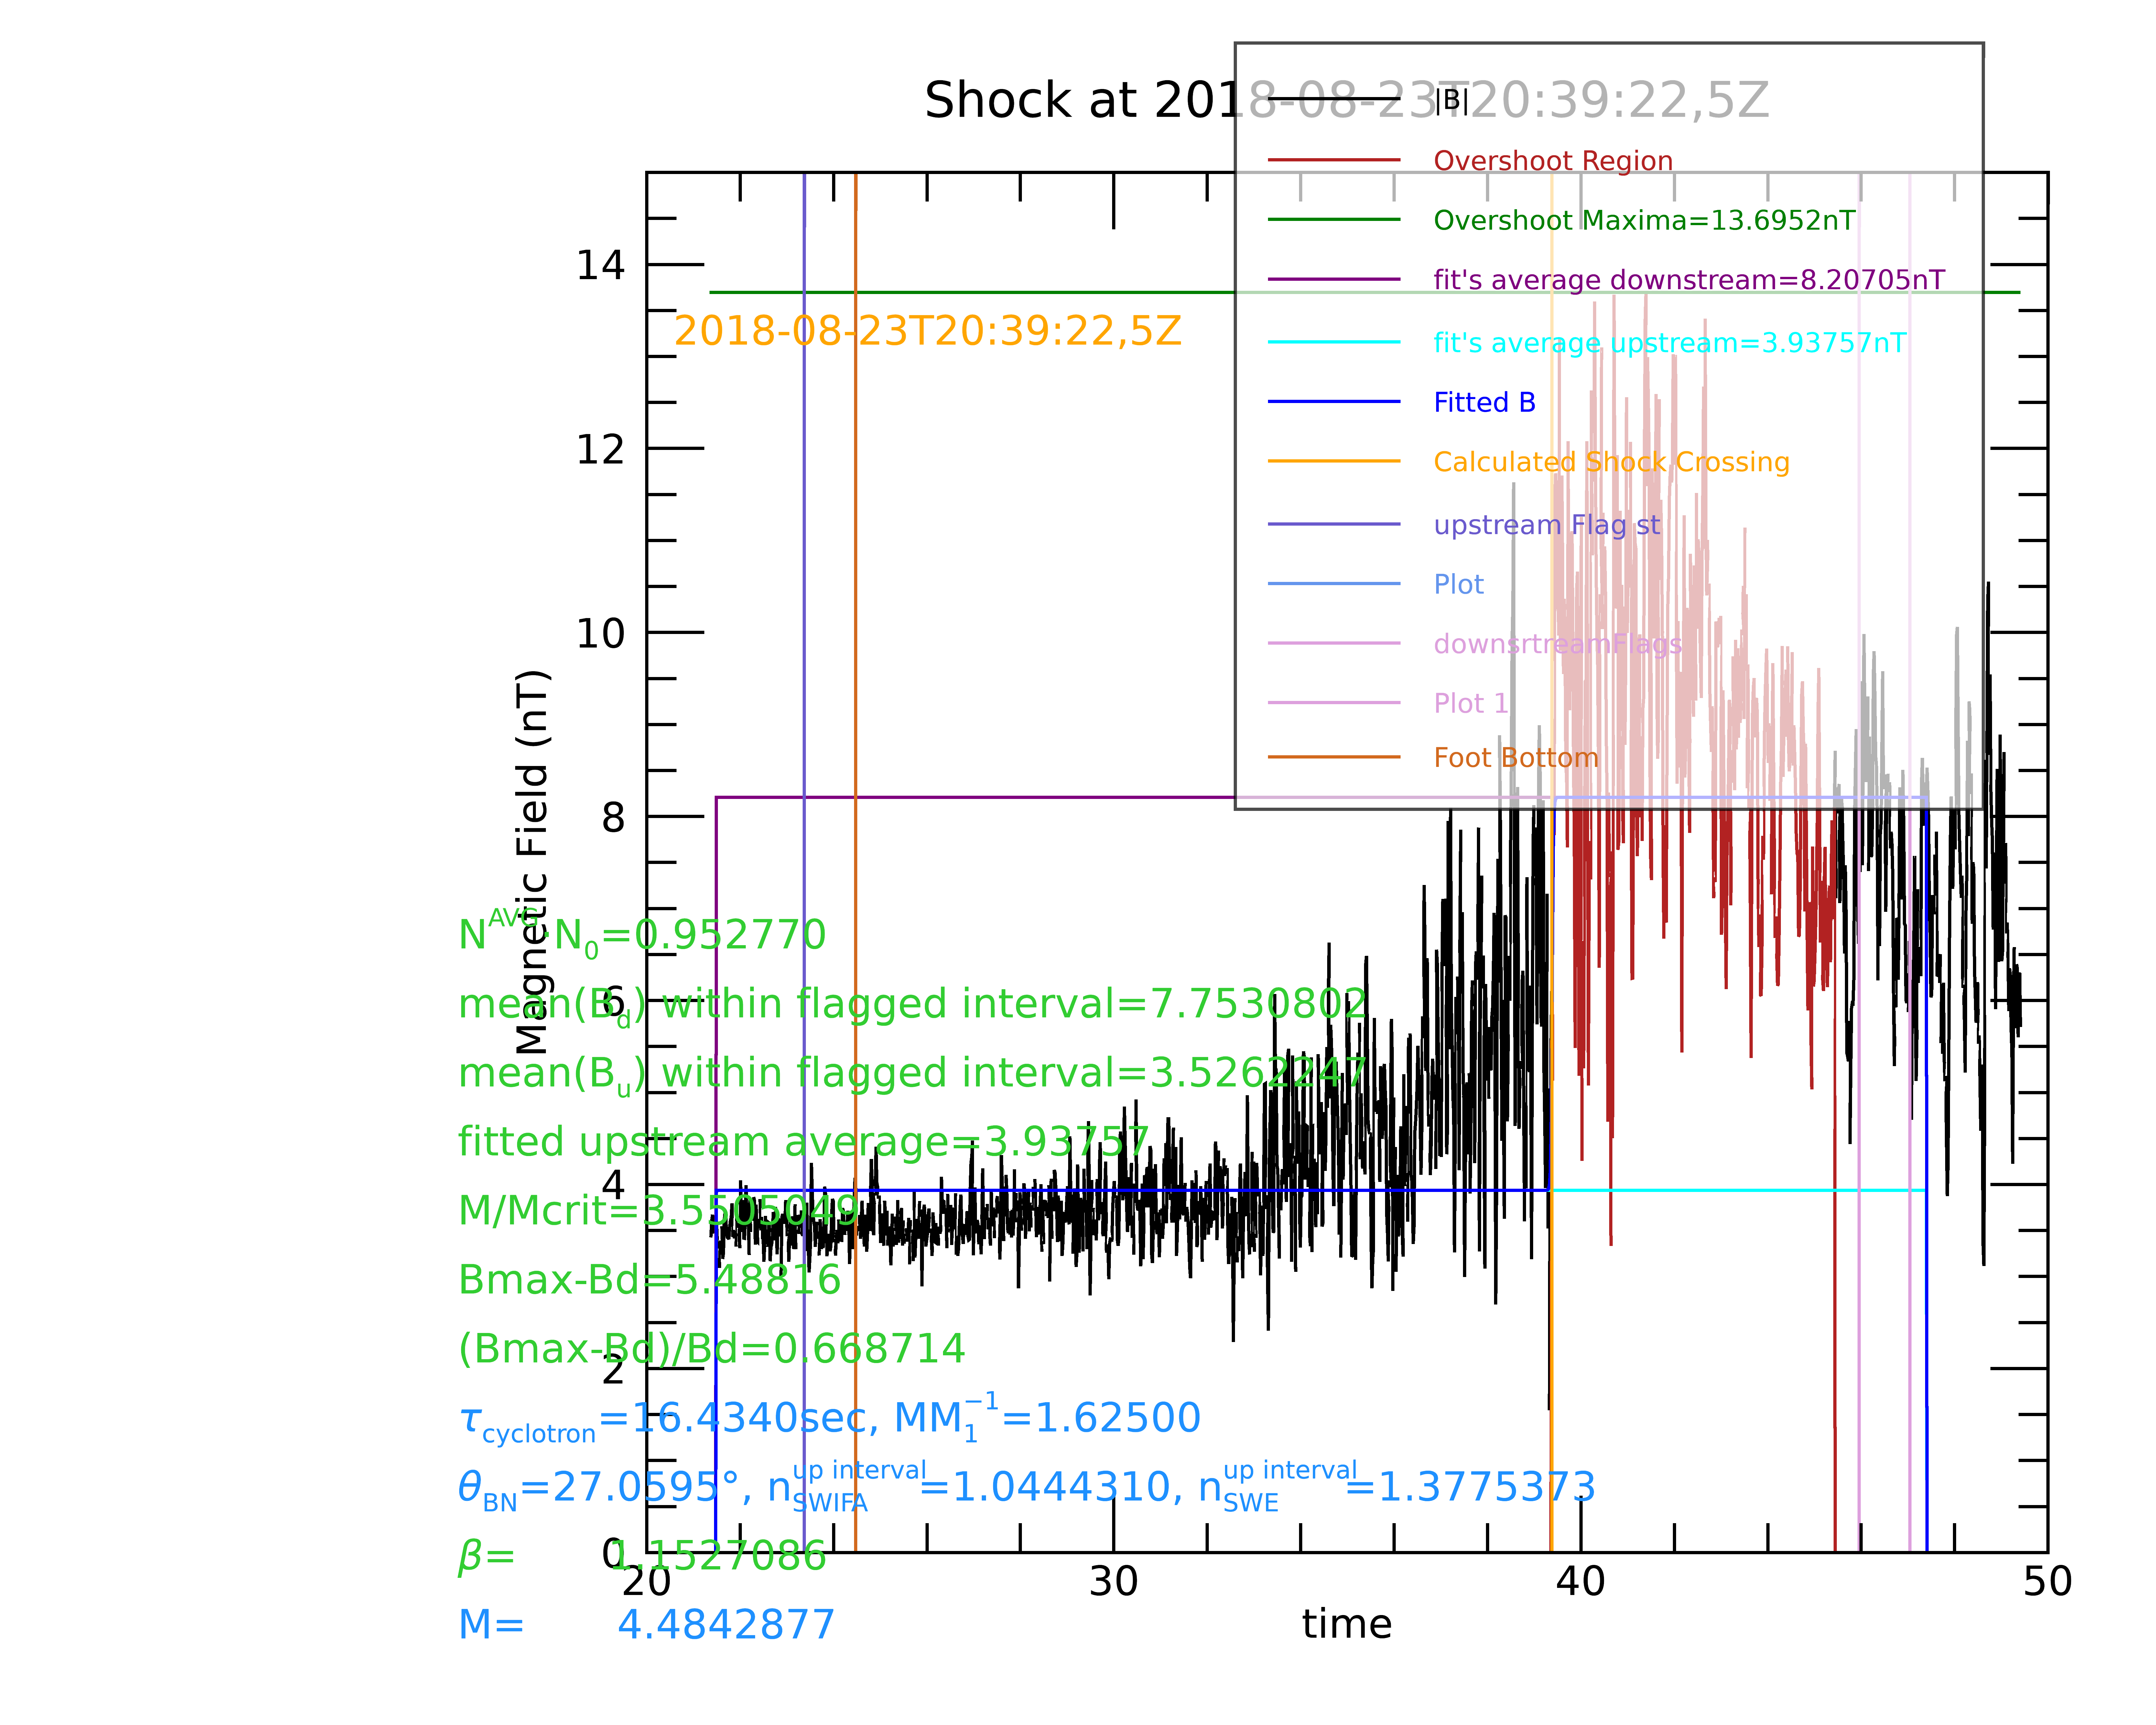 Shock at 2018-08-23T20:39:22,5Z
|B|
Overshoot Region
Overshoot Maxima=13.6952nT
fit's average downstream=8.20705nT
fit's average upstream=3.93757nT
Fitted B
Calculated Shock Crossing
upstream Flag st
Plot
downsrtreamFlags
Plot 1
Foot Bottom
2018-08-23T20:39:22,5Z
14
12
10
8
6
4
2
0
Magnetic Field (nT)
N^AVG·N_0=0.952770
mean(B_d) within flagged interval=7.7530802
mean(B_u) within flagged interval=3.5262247
fitted upstream average=3.93757
M/Mcrit=3.5505049
Bmax-Bd=5.48816
(Bmax-Bd)/Bd=0.668714
τ_cyclotron=16.4340sec, MM_1^−1=1.62500
θ_BN=27.0595°, n_SWIFA^up interval=1.0444310, n_SWE^up interval=1.3775373
β= 1.1527086
M= 4.4842877
20 30 40 50
time